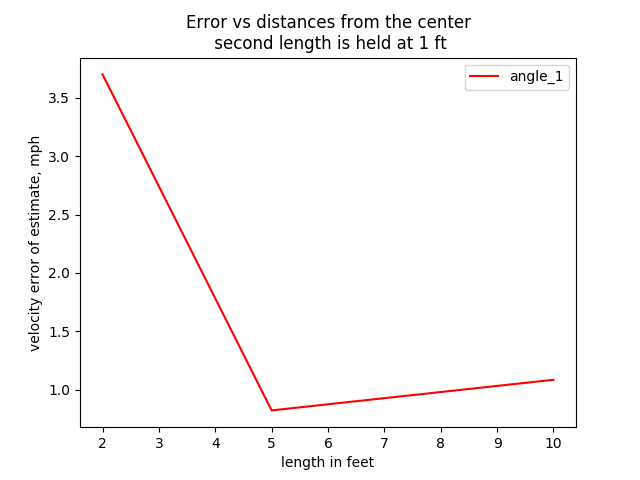 Error vs distances from the center
second length is held at 1 ft
angle_1
velocity error of estimate, mph
3.5
3.0
2.5
2.0
1.5
1.0
2 3 4 5 6 7 8 9 10
length in feet